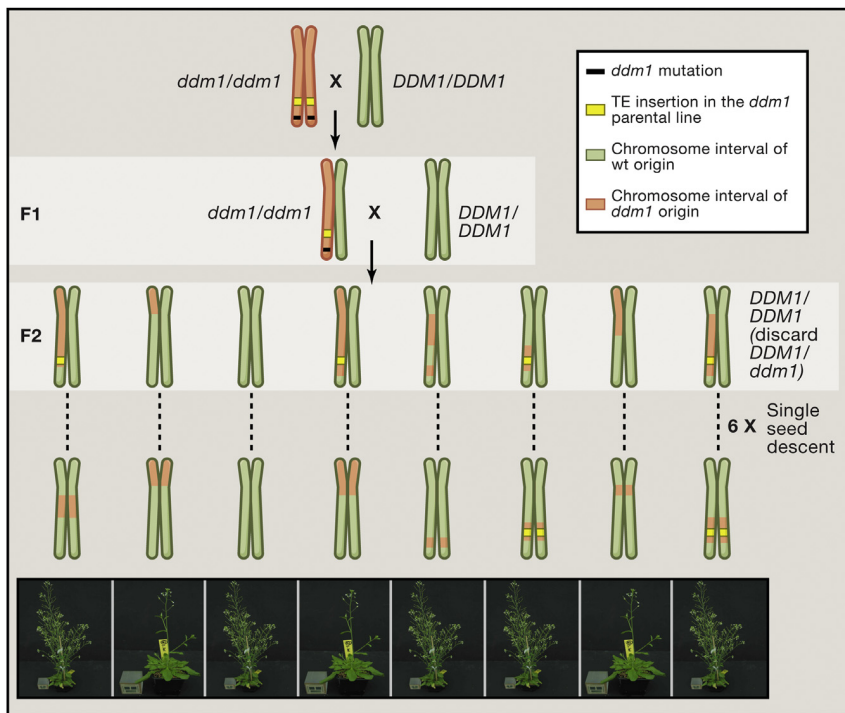 ddm1/ddm1 X DDM1/DDM1
ddm1 mutation
TE insertion in the ddm1
parental line
Chromosome interval of
wt origin
Chromosome interval of
ddm1 origin
F1
ddm1/ddm1 X DDM1/
DDM1
F2
DDM1/
DDM1
(discard
DDM1/
ddm1)
6 X Single
seed
descent